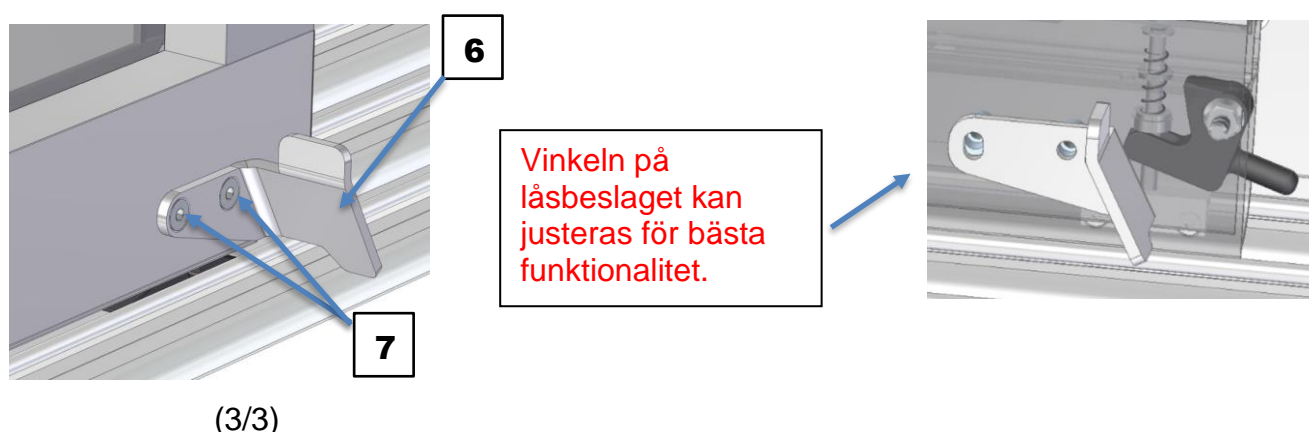 6
Vinkeln på
låsbeslaget kan
justeras för bästa
funktionalitet.
7
(3/3)